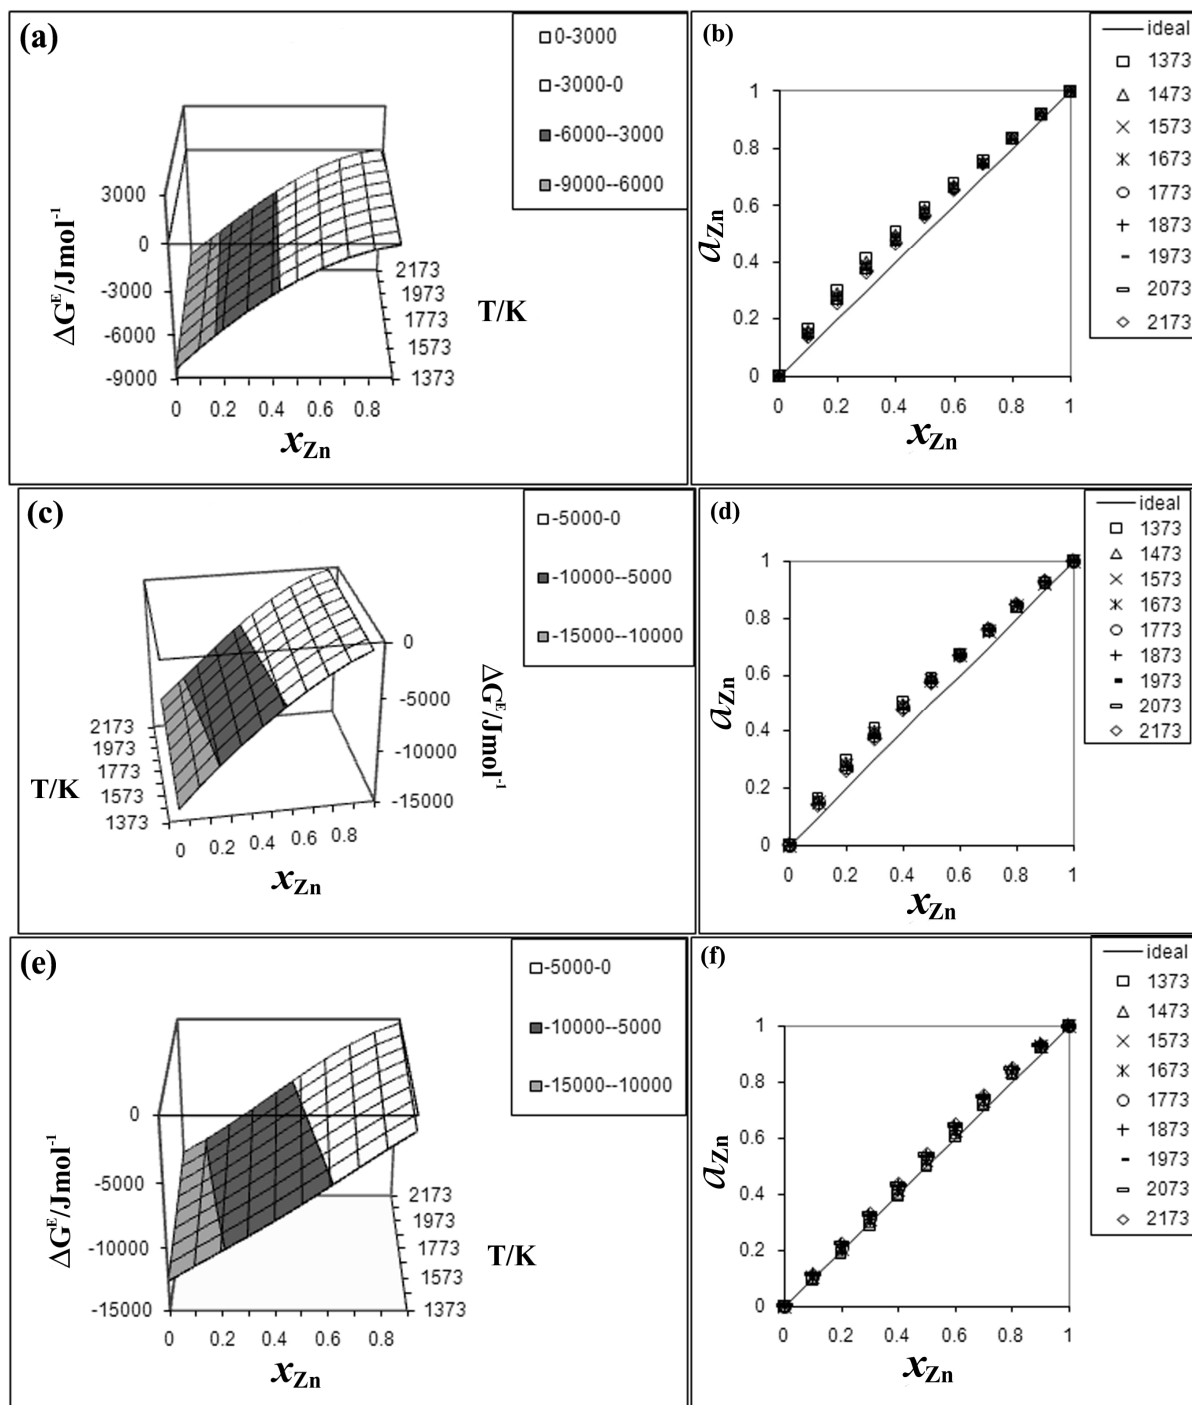 (a)
0-3000
-3000-0
-6000--3000
-9000--6000
3000
0
-3000
-6000
-9000
ΔG^E/Jmol^-1
2173
1973
1773
1573
1373
T/K
0 0.2 0.4 0.6 0.8
x_Zn
(b)
ideal
1373
1473
1573
1673
1773
1873
1973
2073
2173
1
0.8
0.6
0.4
0.2
0
a_Zn
0 0.2 0.4 0.6 0.8 1
x_Zn
(c)
-5000-0
-10000--5000
-15000--10000
0
-5000
-10000
-15000
ΔG^E/Jmol^-1
2173
1973
1773
1573
1373
T/K
0 0.2 0.4 0.6 0.8
x_Zn
(d)
ideal
1373
1473
1573
1673
1773
1873
1973
2073
2173
1
0.8
0.6
0.4
0.2
0
a_Zn
0 0.2 0.4 0.6 0.8 1
x_Zn
(e)
-5000-0
-10000--5000
-15000--10000
0
-5000
-10000
-15000
ΔG^E/Jmol^-1
2173
1973
1773
1573
1373
T/K
0 0.2 0.4 0.6 0.8
x_Zn
(f)
ideal
1373
1473
1573
1673
1773
1873
1973
2073
2173
1
0.8
0.6
0.4
0.2
0
a_Zn
0 0.2 0.4 0.6 0.8 1
x_Zn